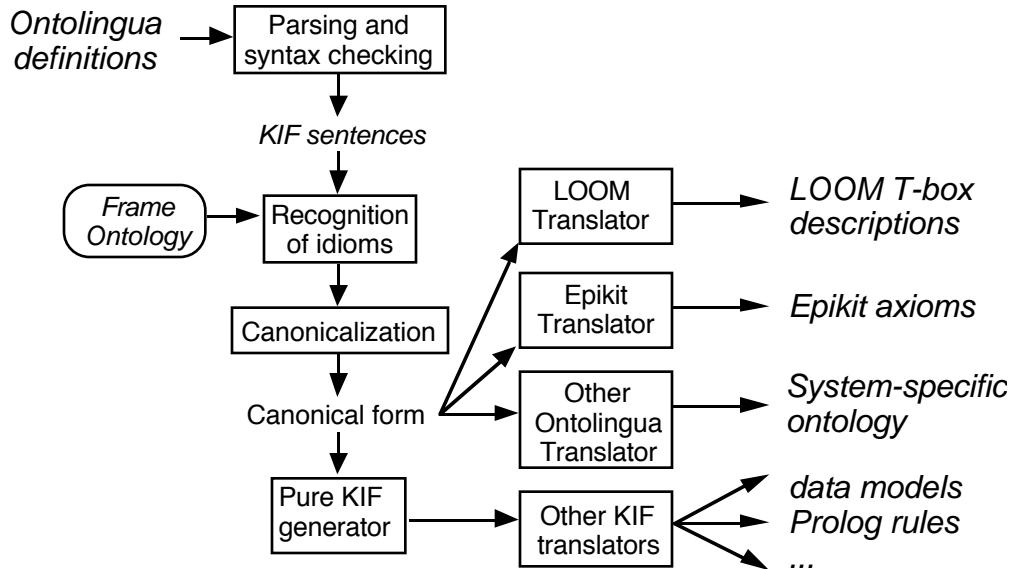 Ontolingua
definitions
Parsing and
syntax checking
KIF sentences
Frame
Ontology
Recognition
of idioms
Canonicalization
Canonical form
Pure KIF
generator
LOOM
Translator
LOOM T-box
descriptions
Epikit
Translator
Epikit axioms
Other
Ontolingua
Translator
System-specific
ontology
Other KIF
translators
data models
Prolog rules
...